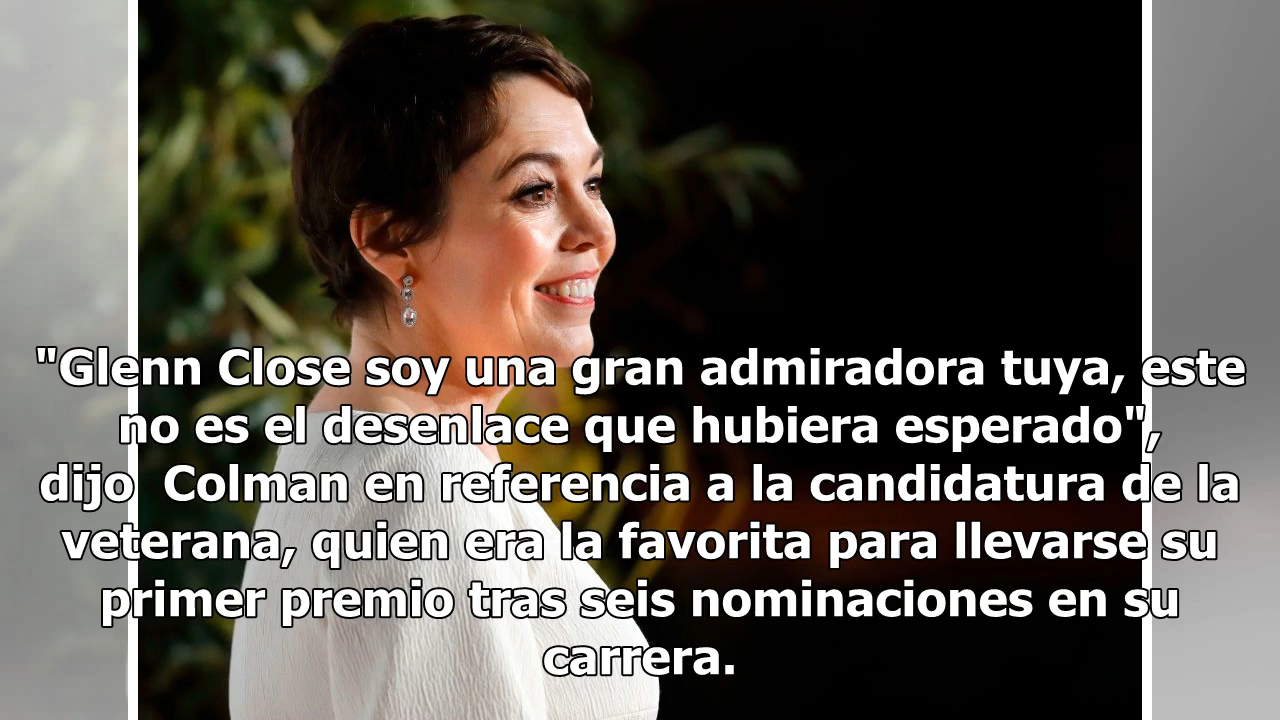 "Glenn Close soy una gran admiradora tuya, este
no es el desenlace que hubiera esperado",
dijo  Colman en referencia a la candidatura de la
veterana, quien era la favorita para llevarse su
primer premio tras seis nominaciones en su
carrera.